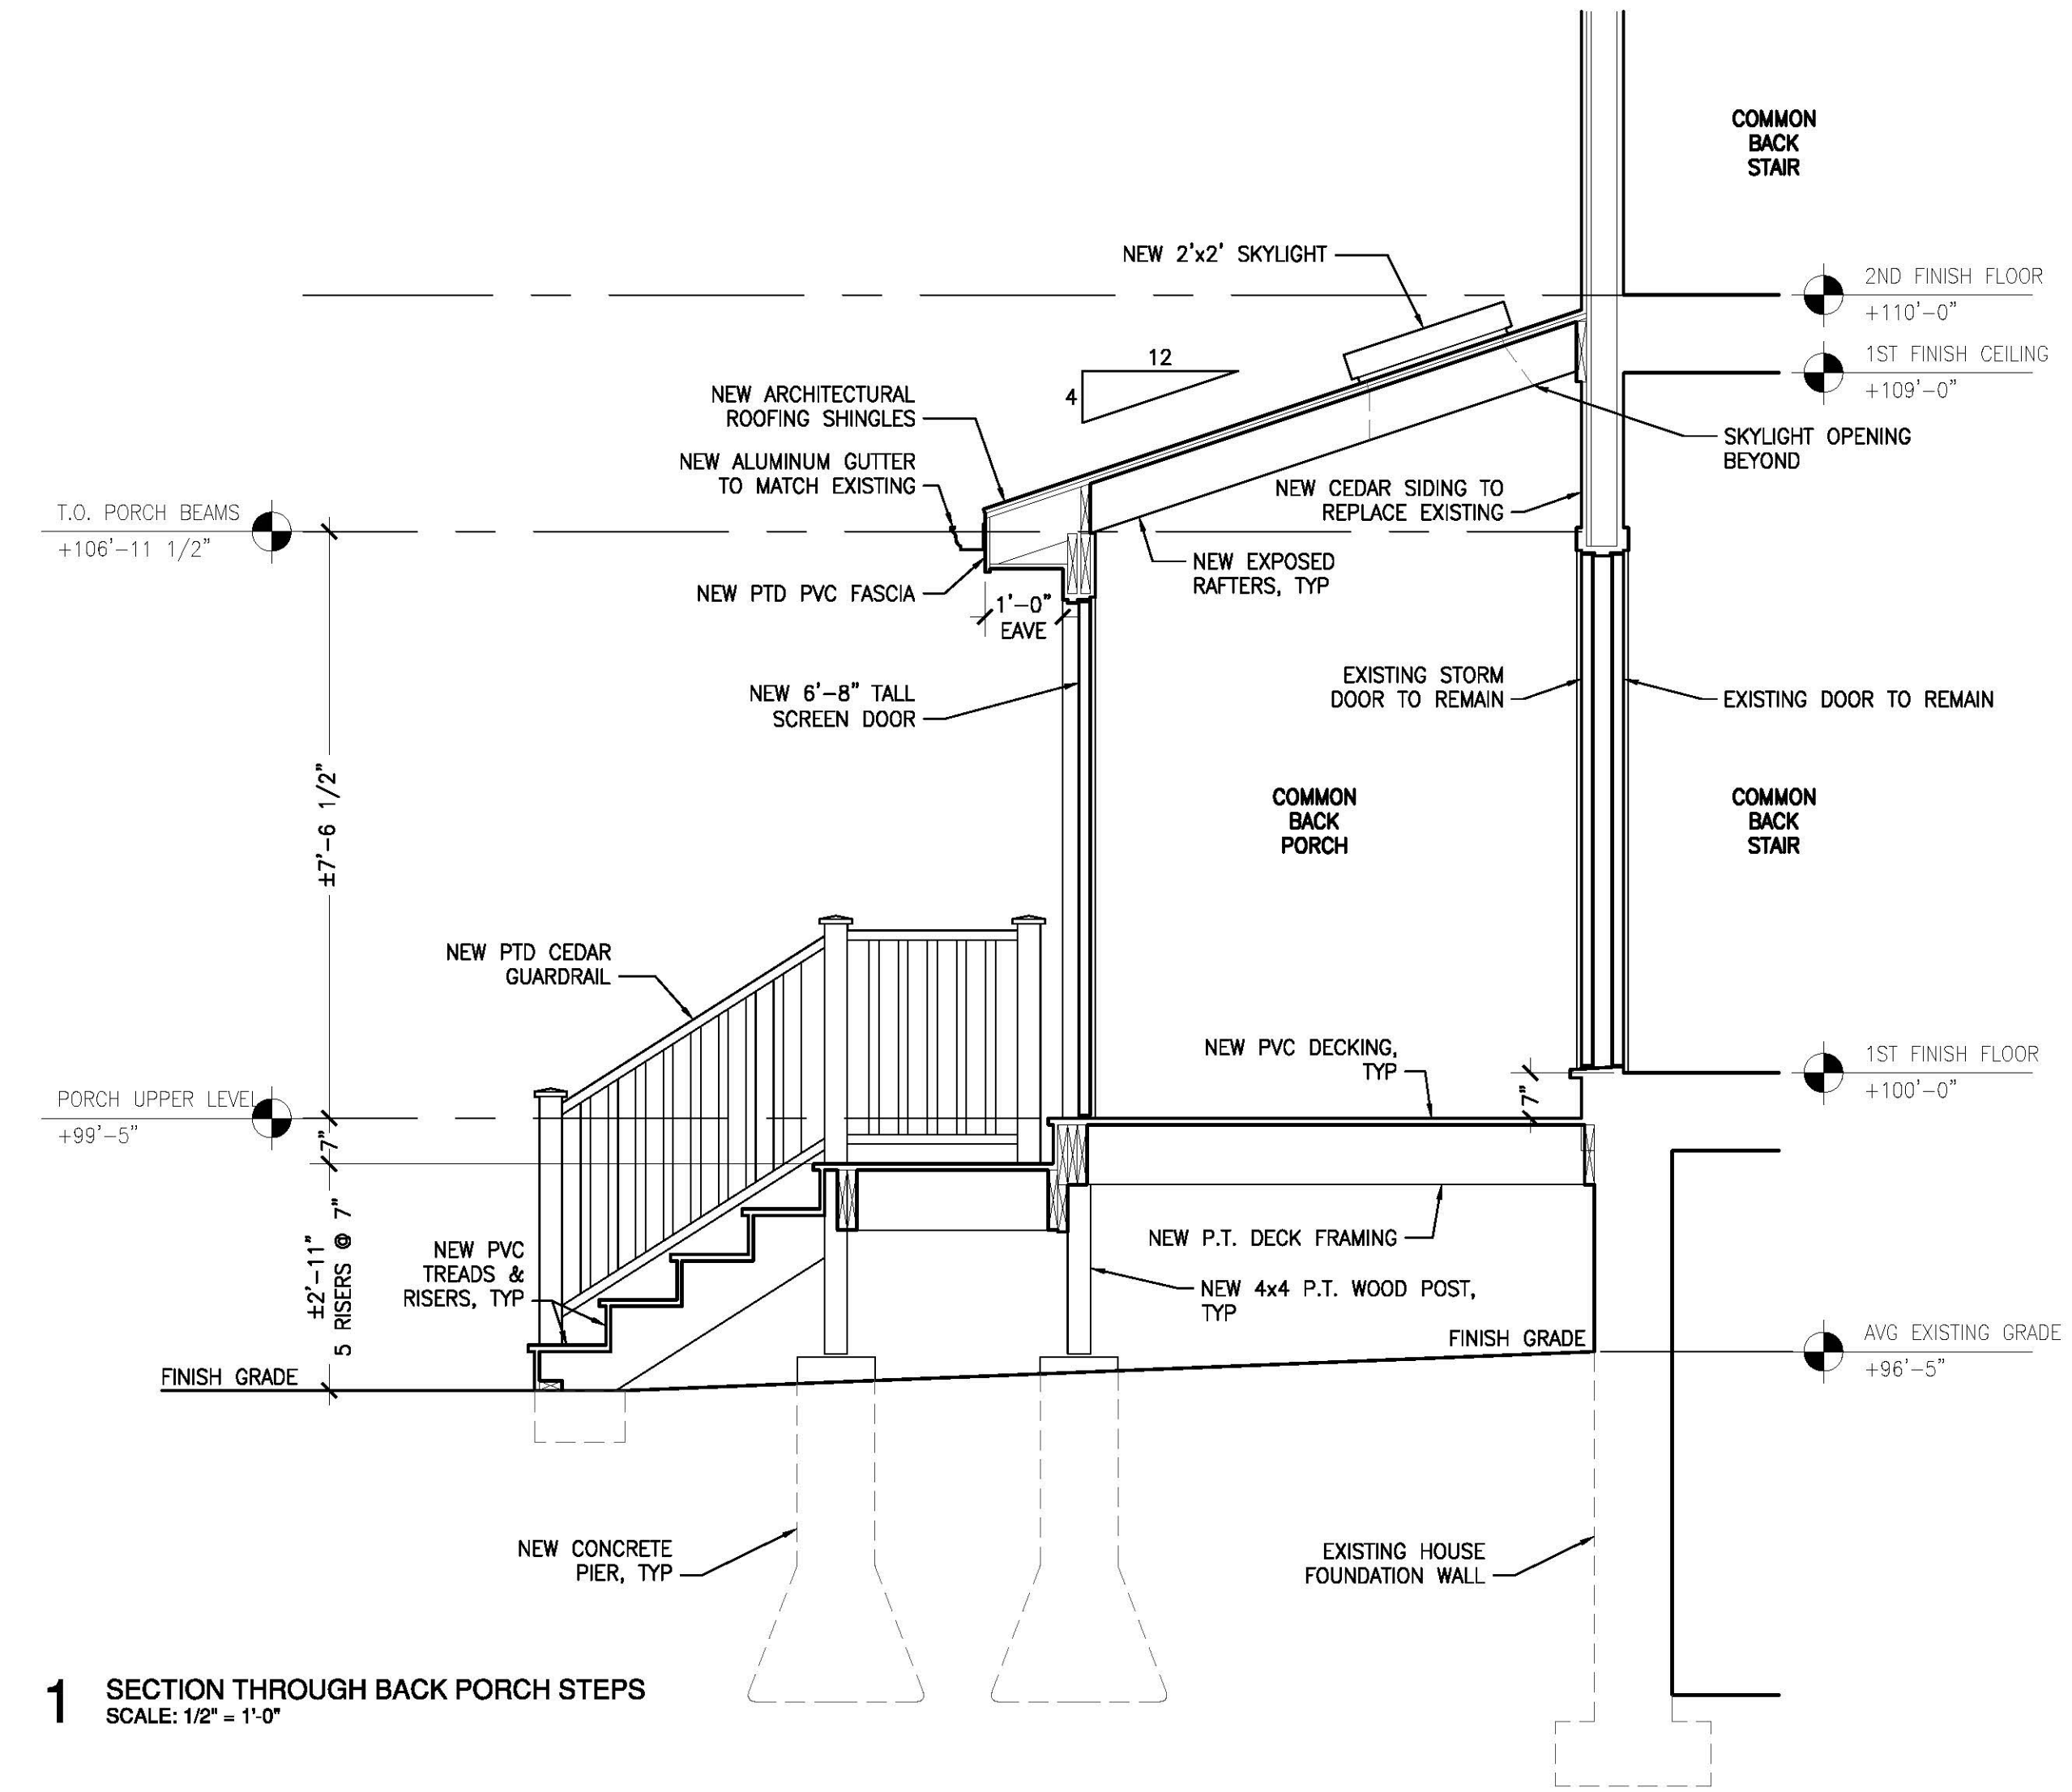 COMMON
BACK
STAIR
NEW 2'x2' SKYLIGHT
2ND FINISH FLOOR
+110'-0"
1ST FINISH CEILING
+109'-0"
12
4
NEW ARCHITECTURAL
ROOFING SHINGLES
SKYLIGHT OPENING
BEYOND
NEW ALUMINUM GUTTER
TO MATCH EXISTING
NEW CEDAR SIDING TO
REPLACE EXISTING
T.O. PORCH BEAMS
+106'-11 1/2"
NEW EXPOSED
RAFTERS, TYP
NEW PTD PVC FASCIA
1'-0"
EAVE
NEW 6'-8" TALL
SCREEN DOOR
EXISTING STORM
DOOR TO REMAIN
EXISTING DOOR TO REMAIN
±7'-6 1/2"
COMMON
BACK
PORCH
COMMON
BACK
STAIR
NEW PTD CEDAR
GUARDRAIL
NEW PVC DECKING,
TYP
7"
1ST FINISH FLOOR
+100'-0"
PORCH UPPER LEVEL
+99'-5"
7"
±2'-11"
5 RISERS @ 7"
NEW PVC
TREADS &
RISERS, TYP
NEW P.T. DECK FRAMING
NEW 4x4 P.T. WOOD POST,
TYP
FINISH GRADE
AVG EXISTING GRADE
+96'-5"
FINISH GRADE
NEW CONCRETE
PIER, TYP
EXISTING HOUSE
FOUNDATION WALL
1 SECTION THROUGH BACK PORCH STEPS
SCALE: 1/2" = 1'-0"